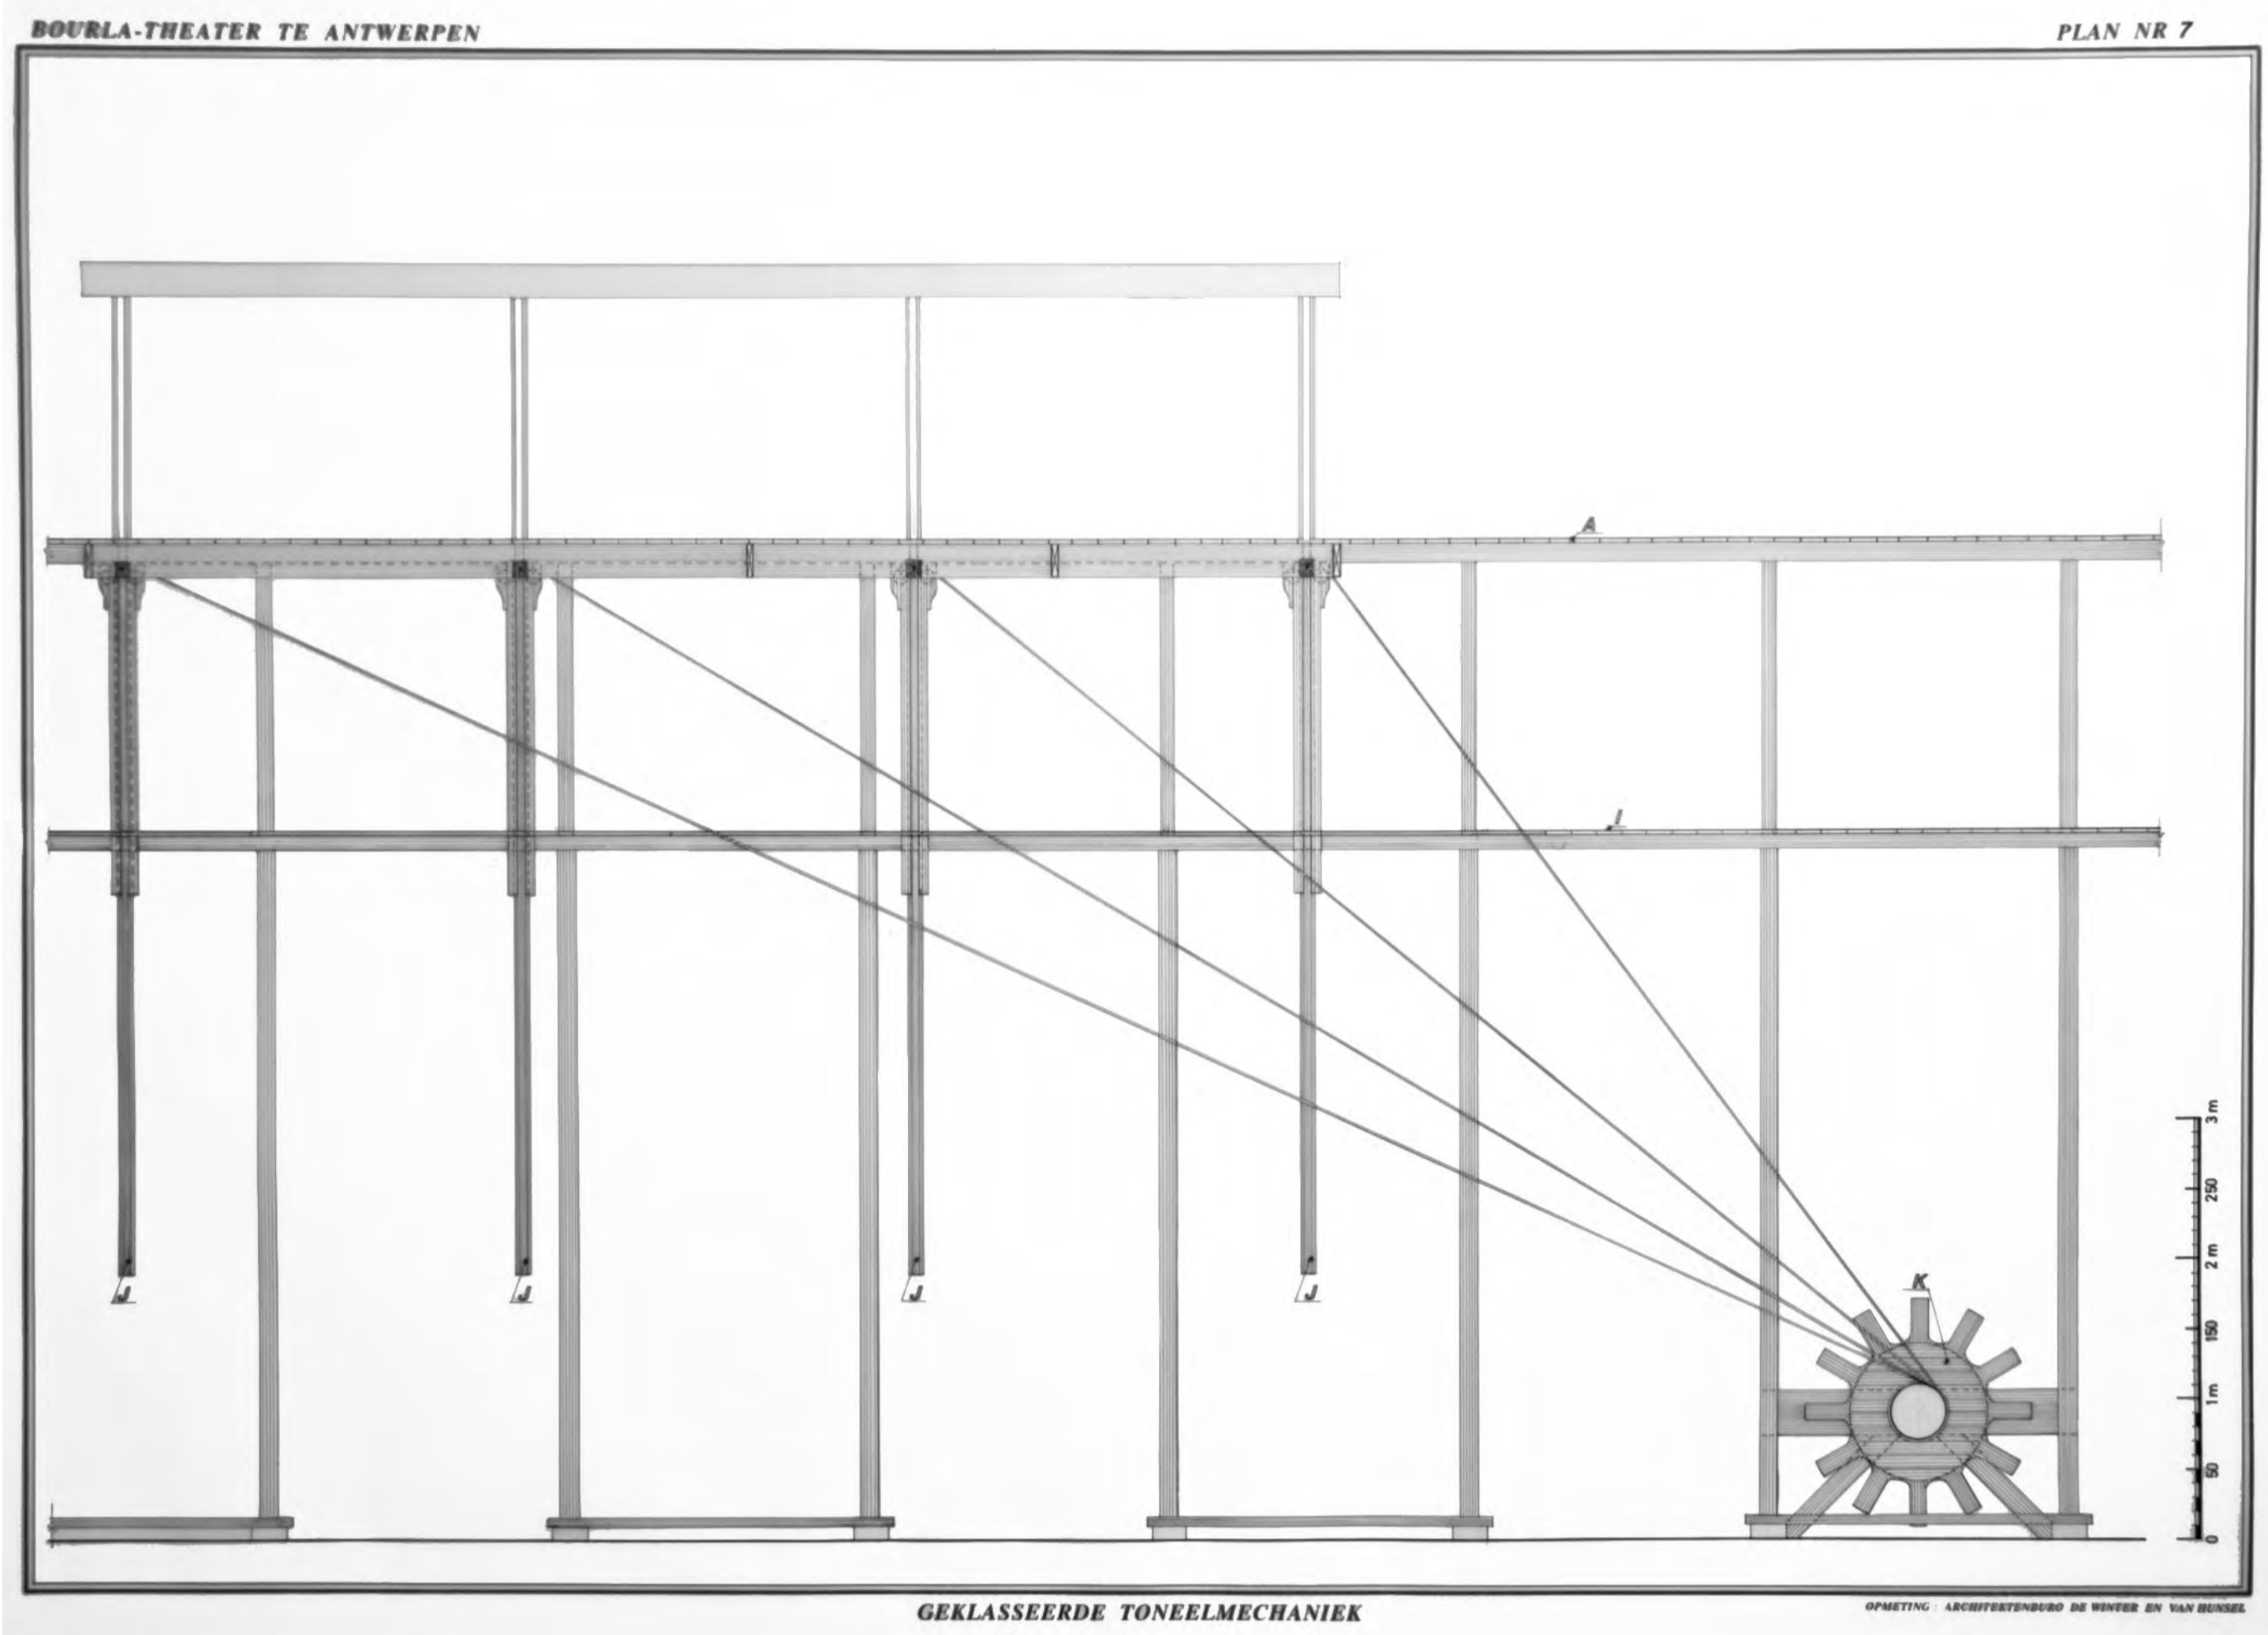 BOURLA-THEATER TE ANTWERPEN
PLAN NR 7
A
I
3 m
250
2 m
150
1 m
50
0
K
J
J
J
J
GEKLASSEERDE TONEELMECHANIEK
OPMETING : ARCHITEKTENBURO DE WINTER EN VAN HUNSEL